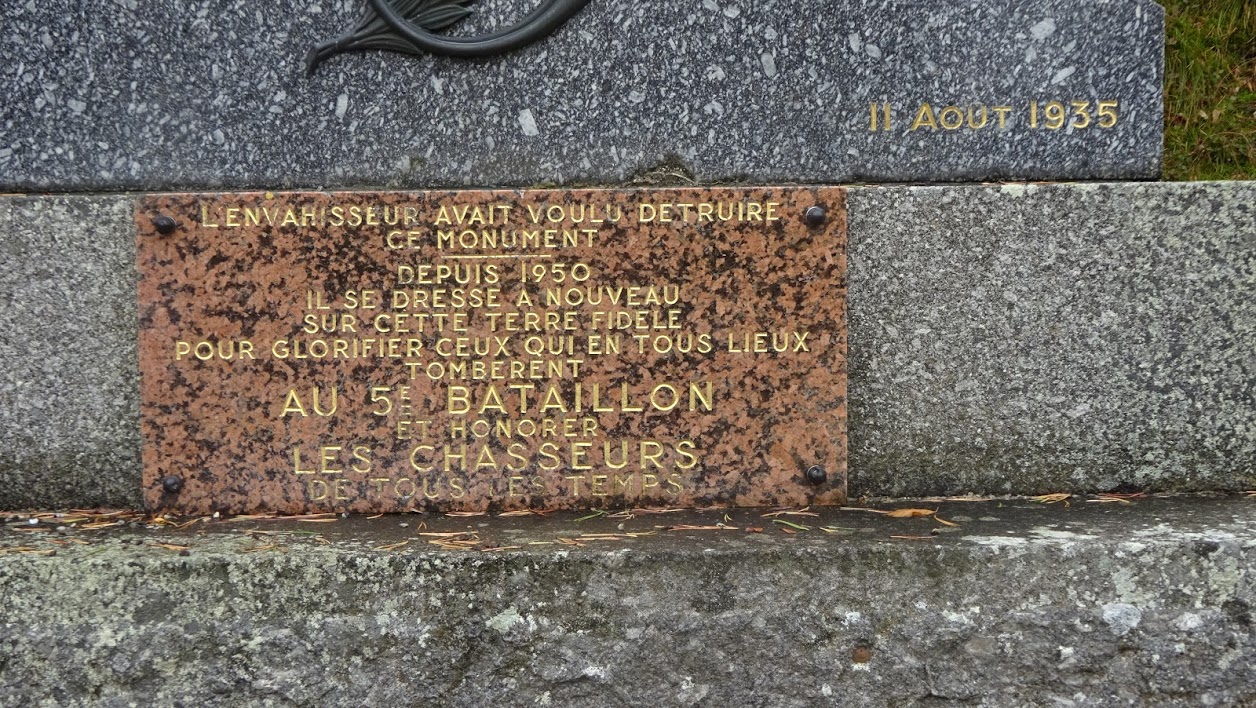 11 AOUT 1935
L'ENVAHISSEUR AVAIT VOULU DETRUIRE
CE MONUMENT
DEPUIS 1950
IL SE DRESSE A NOUVEAU
SUR CETTE TERRE FIDELE
POUR GLORIFIER CEUX QUI EN TOUS LIEUX
TOMBERENT
AU 5E BATAILLON
ET HONORER
LES CHASSEURS
DE TOUS LES TEMPS